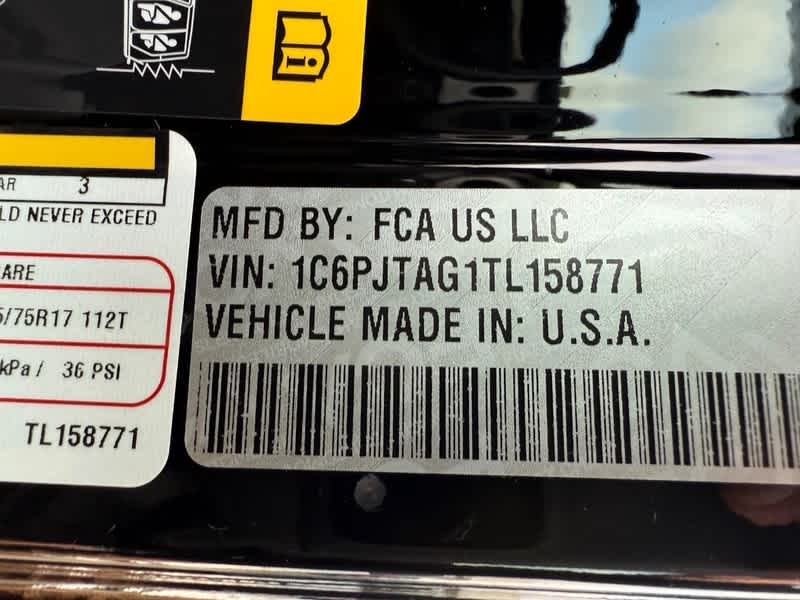 AR 3
LD NEVER EXCEED
ARE
5/75R17 112T
kPa / 36 PSI
TL158771
MFD BY: FCA US LLC
VIN: 1C6PJTAG1TL158771
VEHICLE MADE IN: U.S.A.